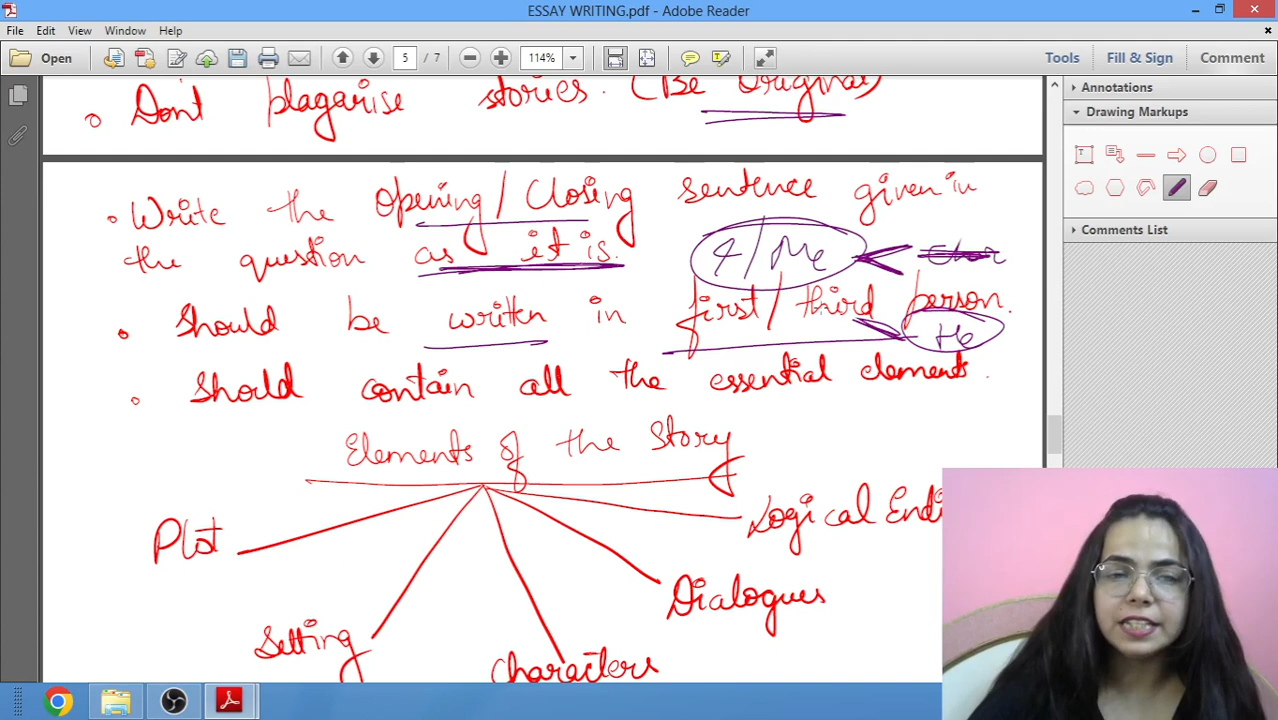 ESSAY WRITING.pdf - Adobe Reader
File Edit View Window Help
Open 5 / 7 114% Tools Fill & Sign Comment
Don't plagarise stories. (Be Original)
Write the Opening/Closing sentence given in
the question as it is. I/Me
Should be written in first/third person.
He
Should contain all the essential elements.
Elements of the Story
Plot
Setting
Characters
Dialogues
Logical Endi
Annotations
Drawing Markups
Comments List